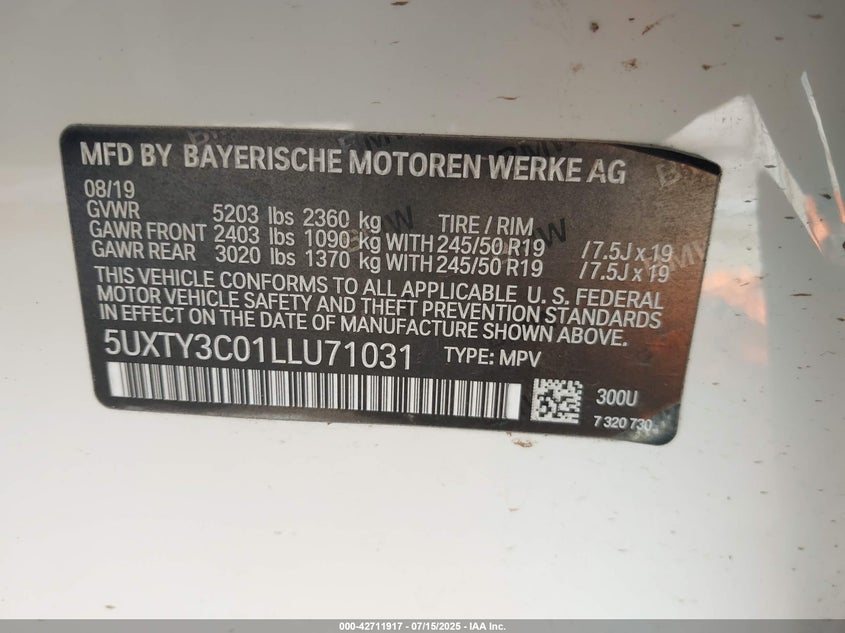 MFD BY BAYERISCHE MOTOREN WERKE AG
08/19
GVWR 5203 lbs 2360 kg TIRE / RIM
GAWR FRONT 2403 lbs 1090 kg WITH 245/50 R19 / 7.5J x 19
GAWR REAR 3020 lbs 1370 kg WITH 245/50 R19 / 7.5J x 19
THIS VEHICLE CONFORMS TO ALL APPLICABLE U. S. FEDERAL
MOTOR VEHICLE SAFETY AND THEFT PREVENTION STANDARDS
IN EFFECT ON THE DATE OF MANUFACTURE SHOWN ABOVE.
5UXTY3C01LLU71031 TYPE: MPV
300U
7 320 730
000-42711917 - 07/15/2025 - IAA Inc.